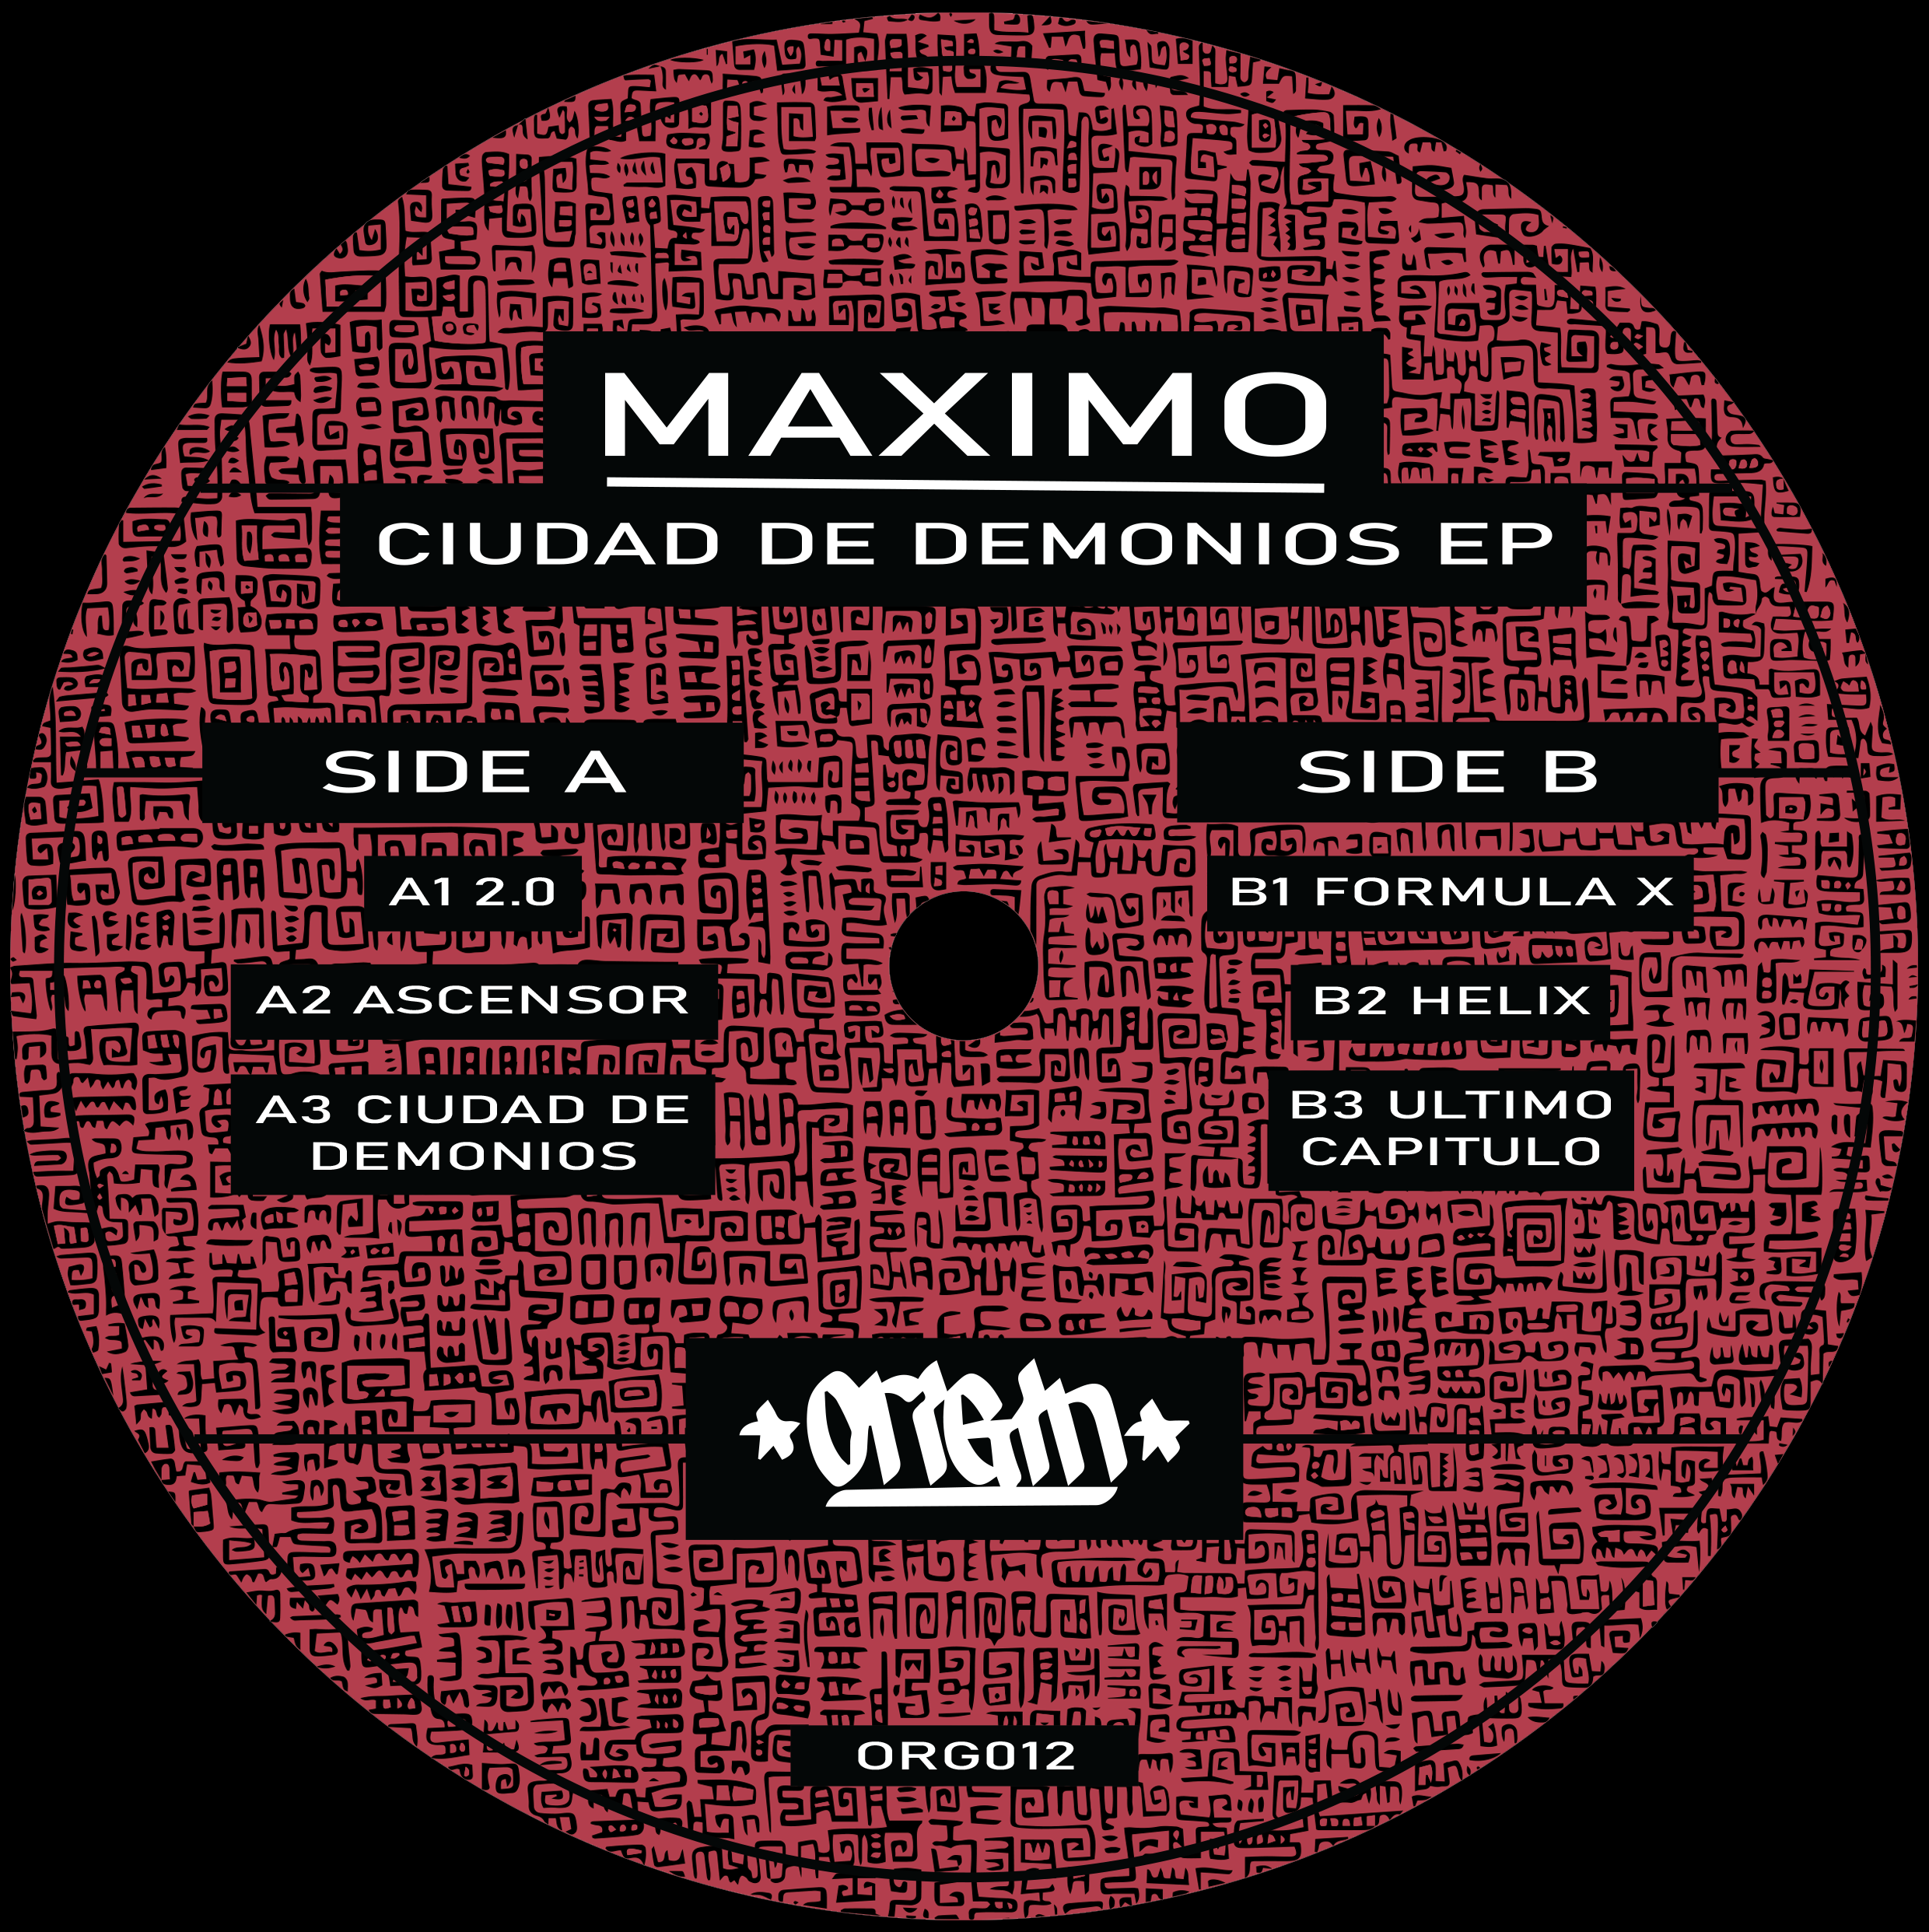 MAXIMO
CIUDAD DE DEMONIOS EP
SIDE A
A1 2.0
A2 ASCENSOR
A3 CIUDAD DE
DEMONIOS
SIDE B
B1 FORMULA X
B2 HELIX
B3 ULTIMO
CAPITULO
ORIGIN
ORG012